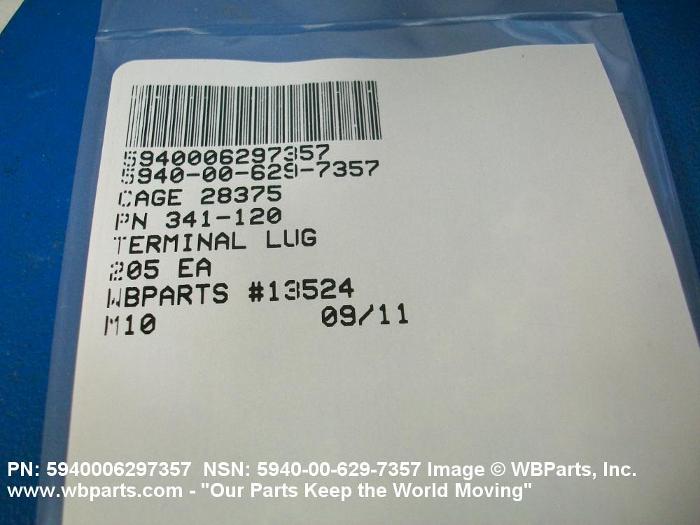 5940006297357
5940-00-629-7357
CAGE 28375
PN 341-120
TERMINAL LUG
205 EA
WBPARTS #13524
M10 09/11
PN: 5940006297357 NSN: 5940-00-629-7357 Image © WBParts, Inc.
www.wbparts.com - "Our Parts Keep the World Moving"